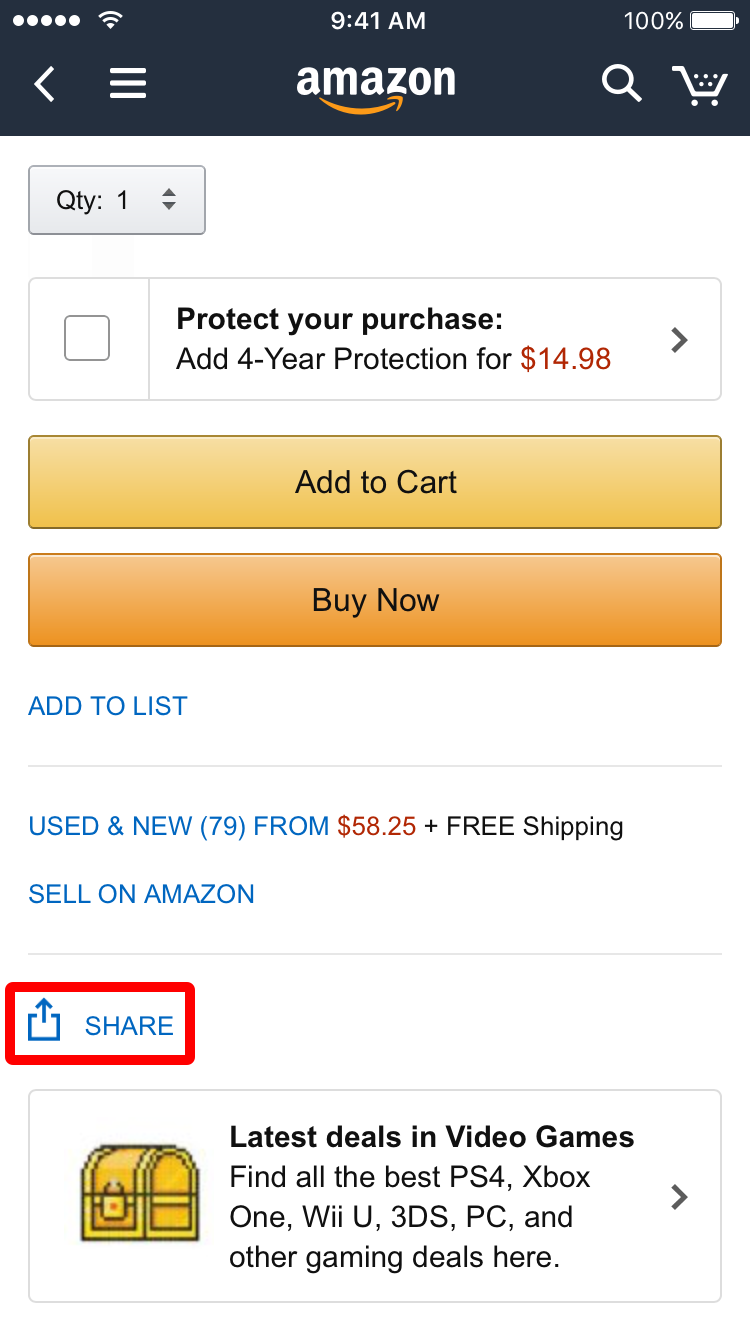 9:41 AM 100%
amazon
Qty: 1
Protect your purchase:
Add 4-Year Protection for $14.98
Add to Cart
Buy Now
ADD TO LIST
USED & NEW (79) FROM $58.25 + FREE Shipping
SELL ON AMAZON
SHARE
Latest deals in Video Games
Find all the best PS4, Xbox
One, Wii U, 3DS, PC, and
other gaming deals here.